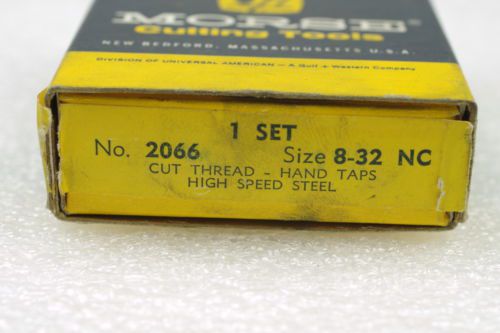 MORSE
Cutting Tools
NEW BEDFORD, MASSACHUSETTS U.S.A.
DIVISION OF UNIVERSAL AMERICAN — A Gulf + Western Company
1 SET
No. 2066 Size 8-32 NC
CUT THREAD - HAND TAPS
HIGH SPEED STEEL